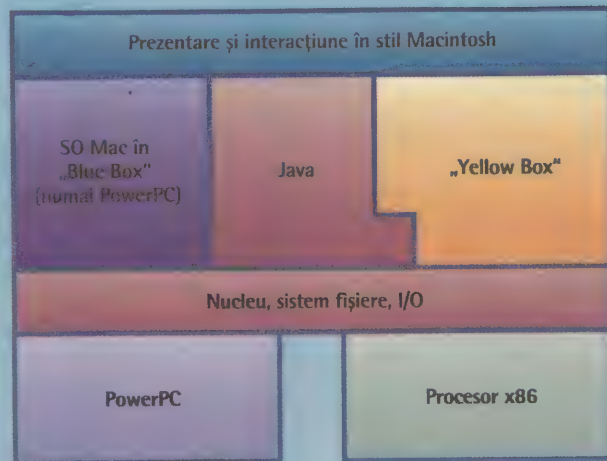 Prezentare și interacțiune în stil Macintosh
SO Mac în
„Blue Box"
(numai PowerPC)
Java
„Yellow Box"
Nucleu, sistem fișiere, I/O
PowerPC
Procesor x86